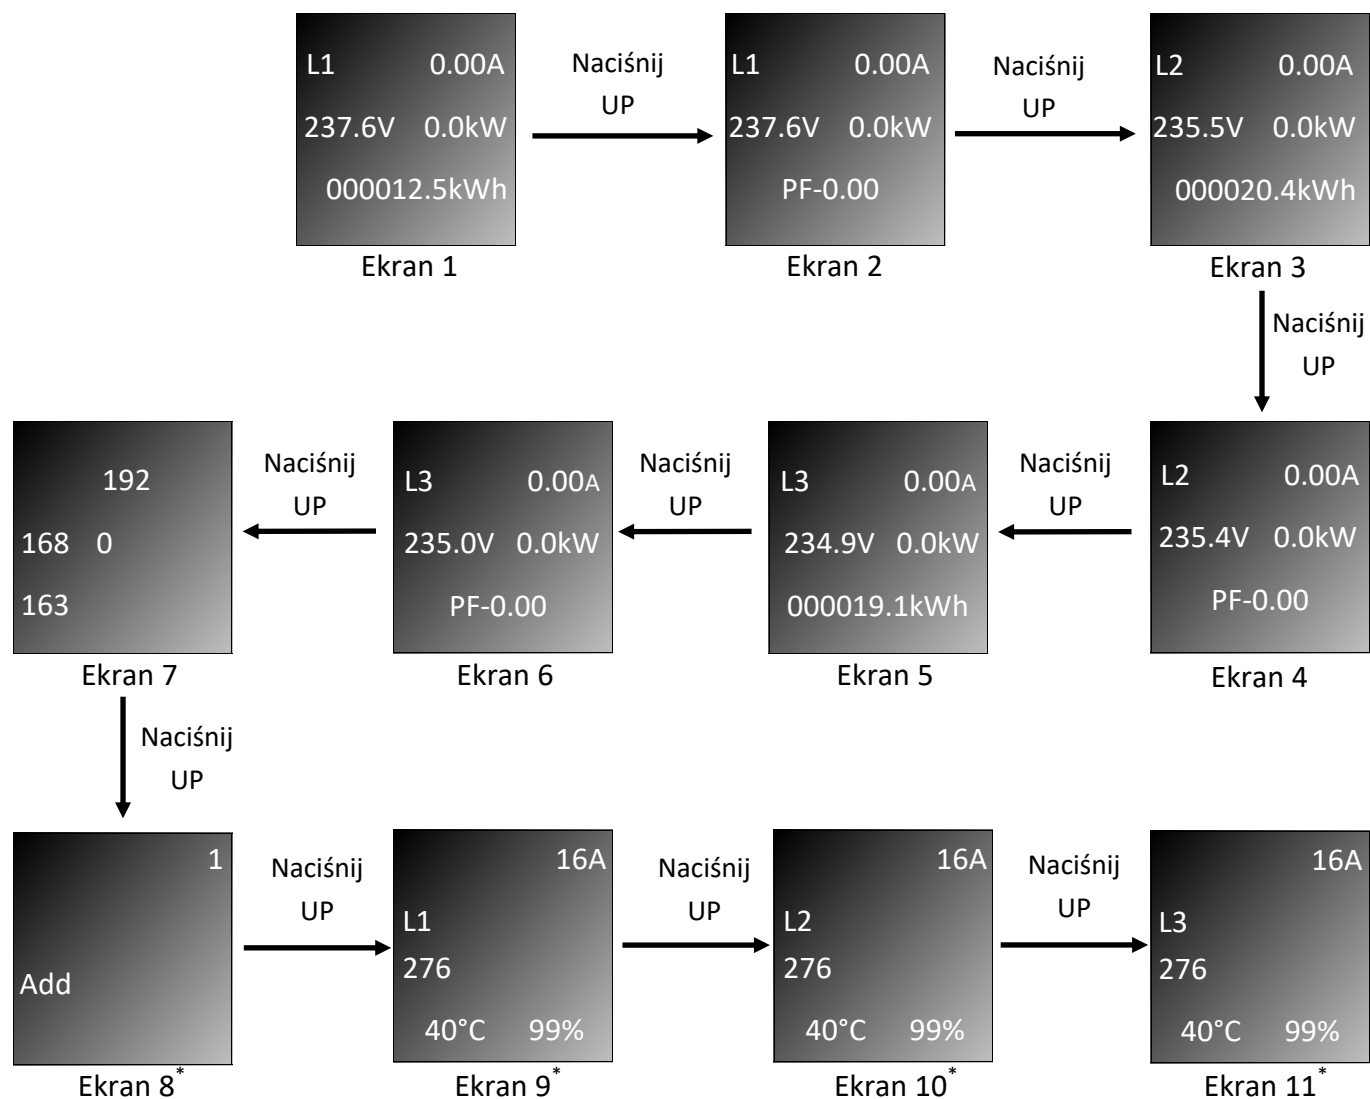 L1 0.00A
237.6V 0.0kW
000012.5kWh
Ekran 1
Naciśnij
UP
L1 0.00A
237.6V 0.0kW
PF-0.00
Ekran 2
Naciśnij
UP
L2 0.00A
235.5V 0.0kW
000020.4kWh
Ekran 3
Naciśnij
UP
L2 0.00A
235.4V 0.0kW
PF-0.00
Ekran 4
Naciśnij
UP
L3 0.00A
234.9V 0.0kW
000019.1kWh
Ekran 5
Naciśnij
UP
L3 0.00A
235.0V 0.0kW
PF-0.00
Ekran 6
Naciśnij
UP
192
168 0
163
Ekran 7
Naciśnij
UP
1
Add
Ekran 8*
Naciśnij
UP
16A
L1
276
40°C 99%
Ekran 9*
Naciśnij
UP
16A
L2
276
40°C 99%
Ekran 10*
Naciśnij
UP
16A
L3
276
40°C 99%
Ekran 11*